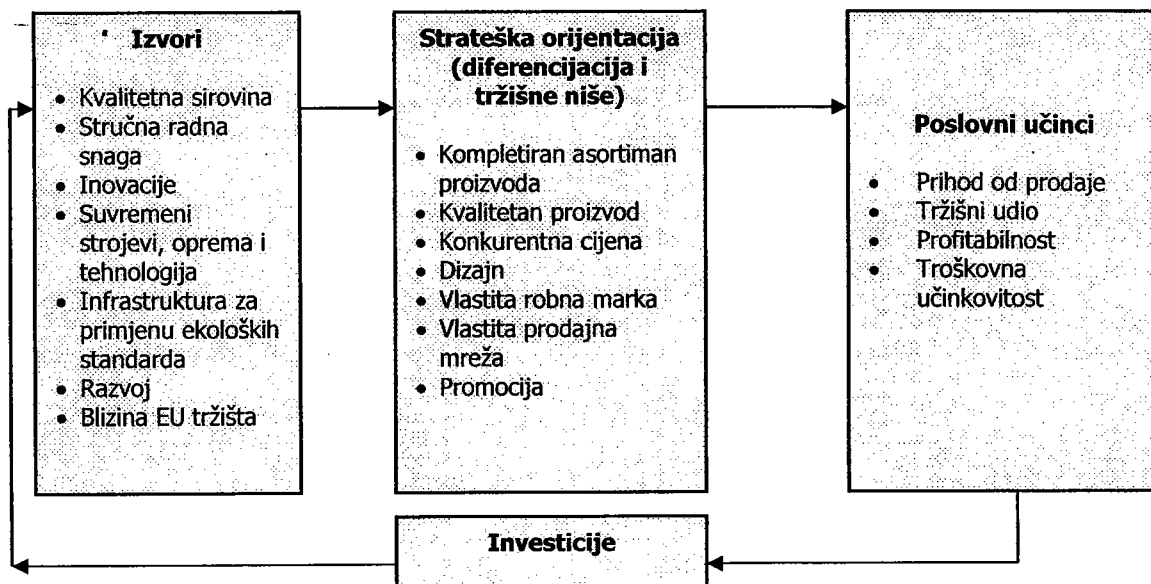 Izvori
• Kvalitetna sirovina
• Stručna radna
snaga
• Inovacije
• Suvremeni
strojevi, oprema i
tehnologija
• Infrastruktura za
primjenu ekoloških
standarda
• Razvoj
• Blizina EU tržišta
Strateška orijentacija
(diferencijacija i
tržišne niše)
• Kompletiran asortiman
proizvoda
• Kvalitetan proizvod
• Konkurentna cijena
• Dizajn
• Vlastita robna marka
• Vlastita prodajna
mreža
• Promocija
Poslovni učinci
• Prihod od prodaje
• Tržišni udio
• Profitabilnost
• Troškovna
učinkovitost
Investicije